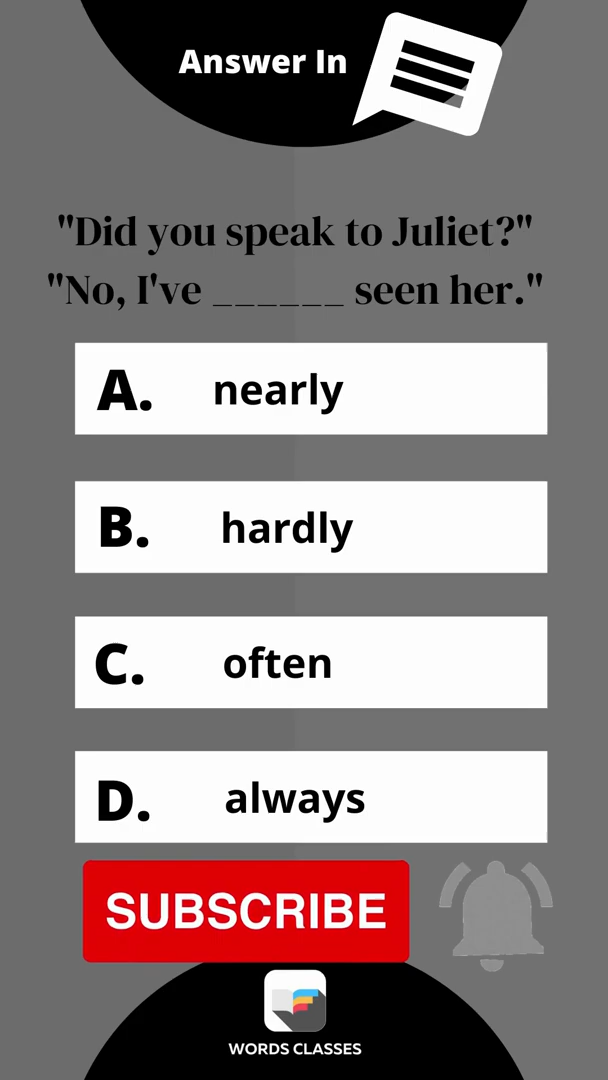 Answer In
"Did you speak to Juliet?"
"No, I've ______ seen her."
A. nearly
B. hardly
C. often
D. always
SUBSCRIBE
WORDS CLASSES